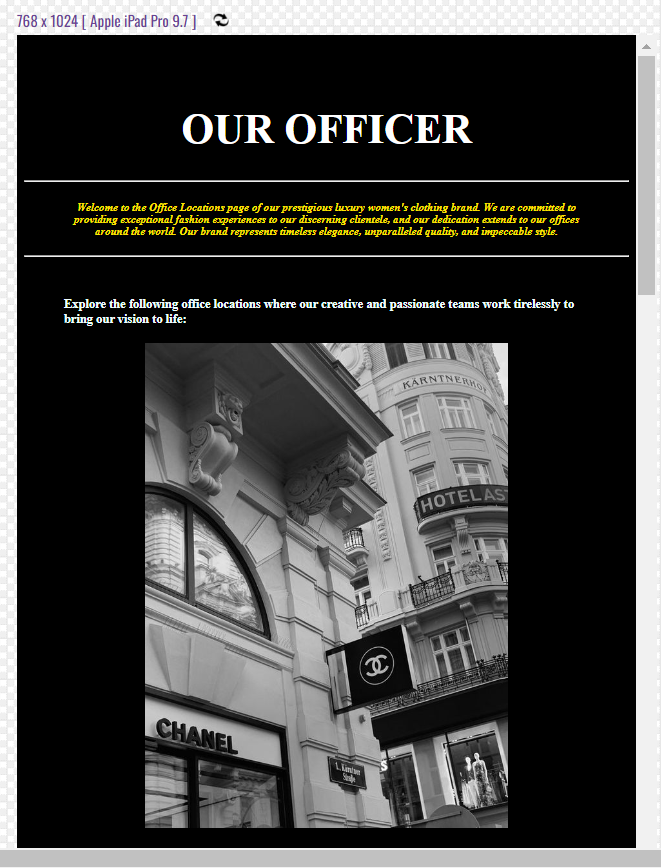 768 x 1024 [ Apple iPad Pro 9.7 ]
OUR OFFICER
Welcome to the Office Locations page of our prestigious luxury women's clothing brand. We are committed to
providing exceptional fashion experiences to our discerning clientele, and our dedication extends to our offices
around the world. Our brand represents timeless elegance, unparalleled quality, and impeccable style.
Explore the following office locations where our creative and passionate teams work tirelessly to
bring our vision to life:
KÄRNTNERHOF
HOTEL AS
CHANEL
1., Kärntner
Straße
S